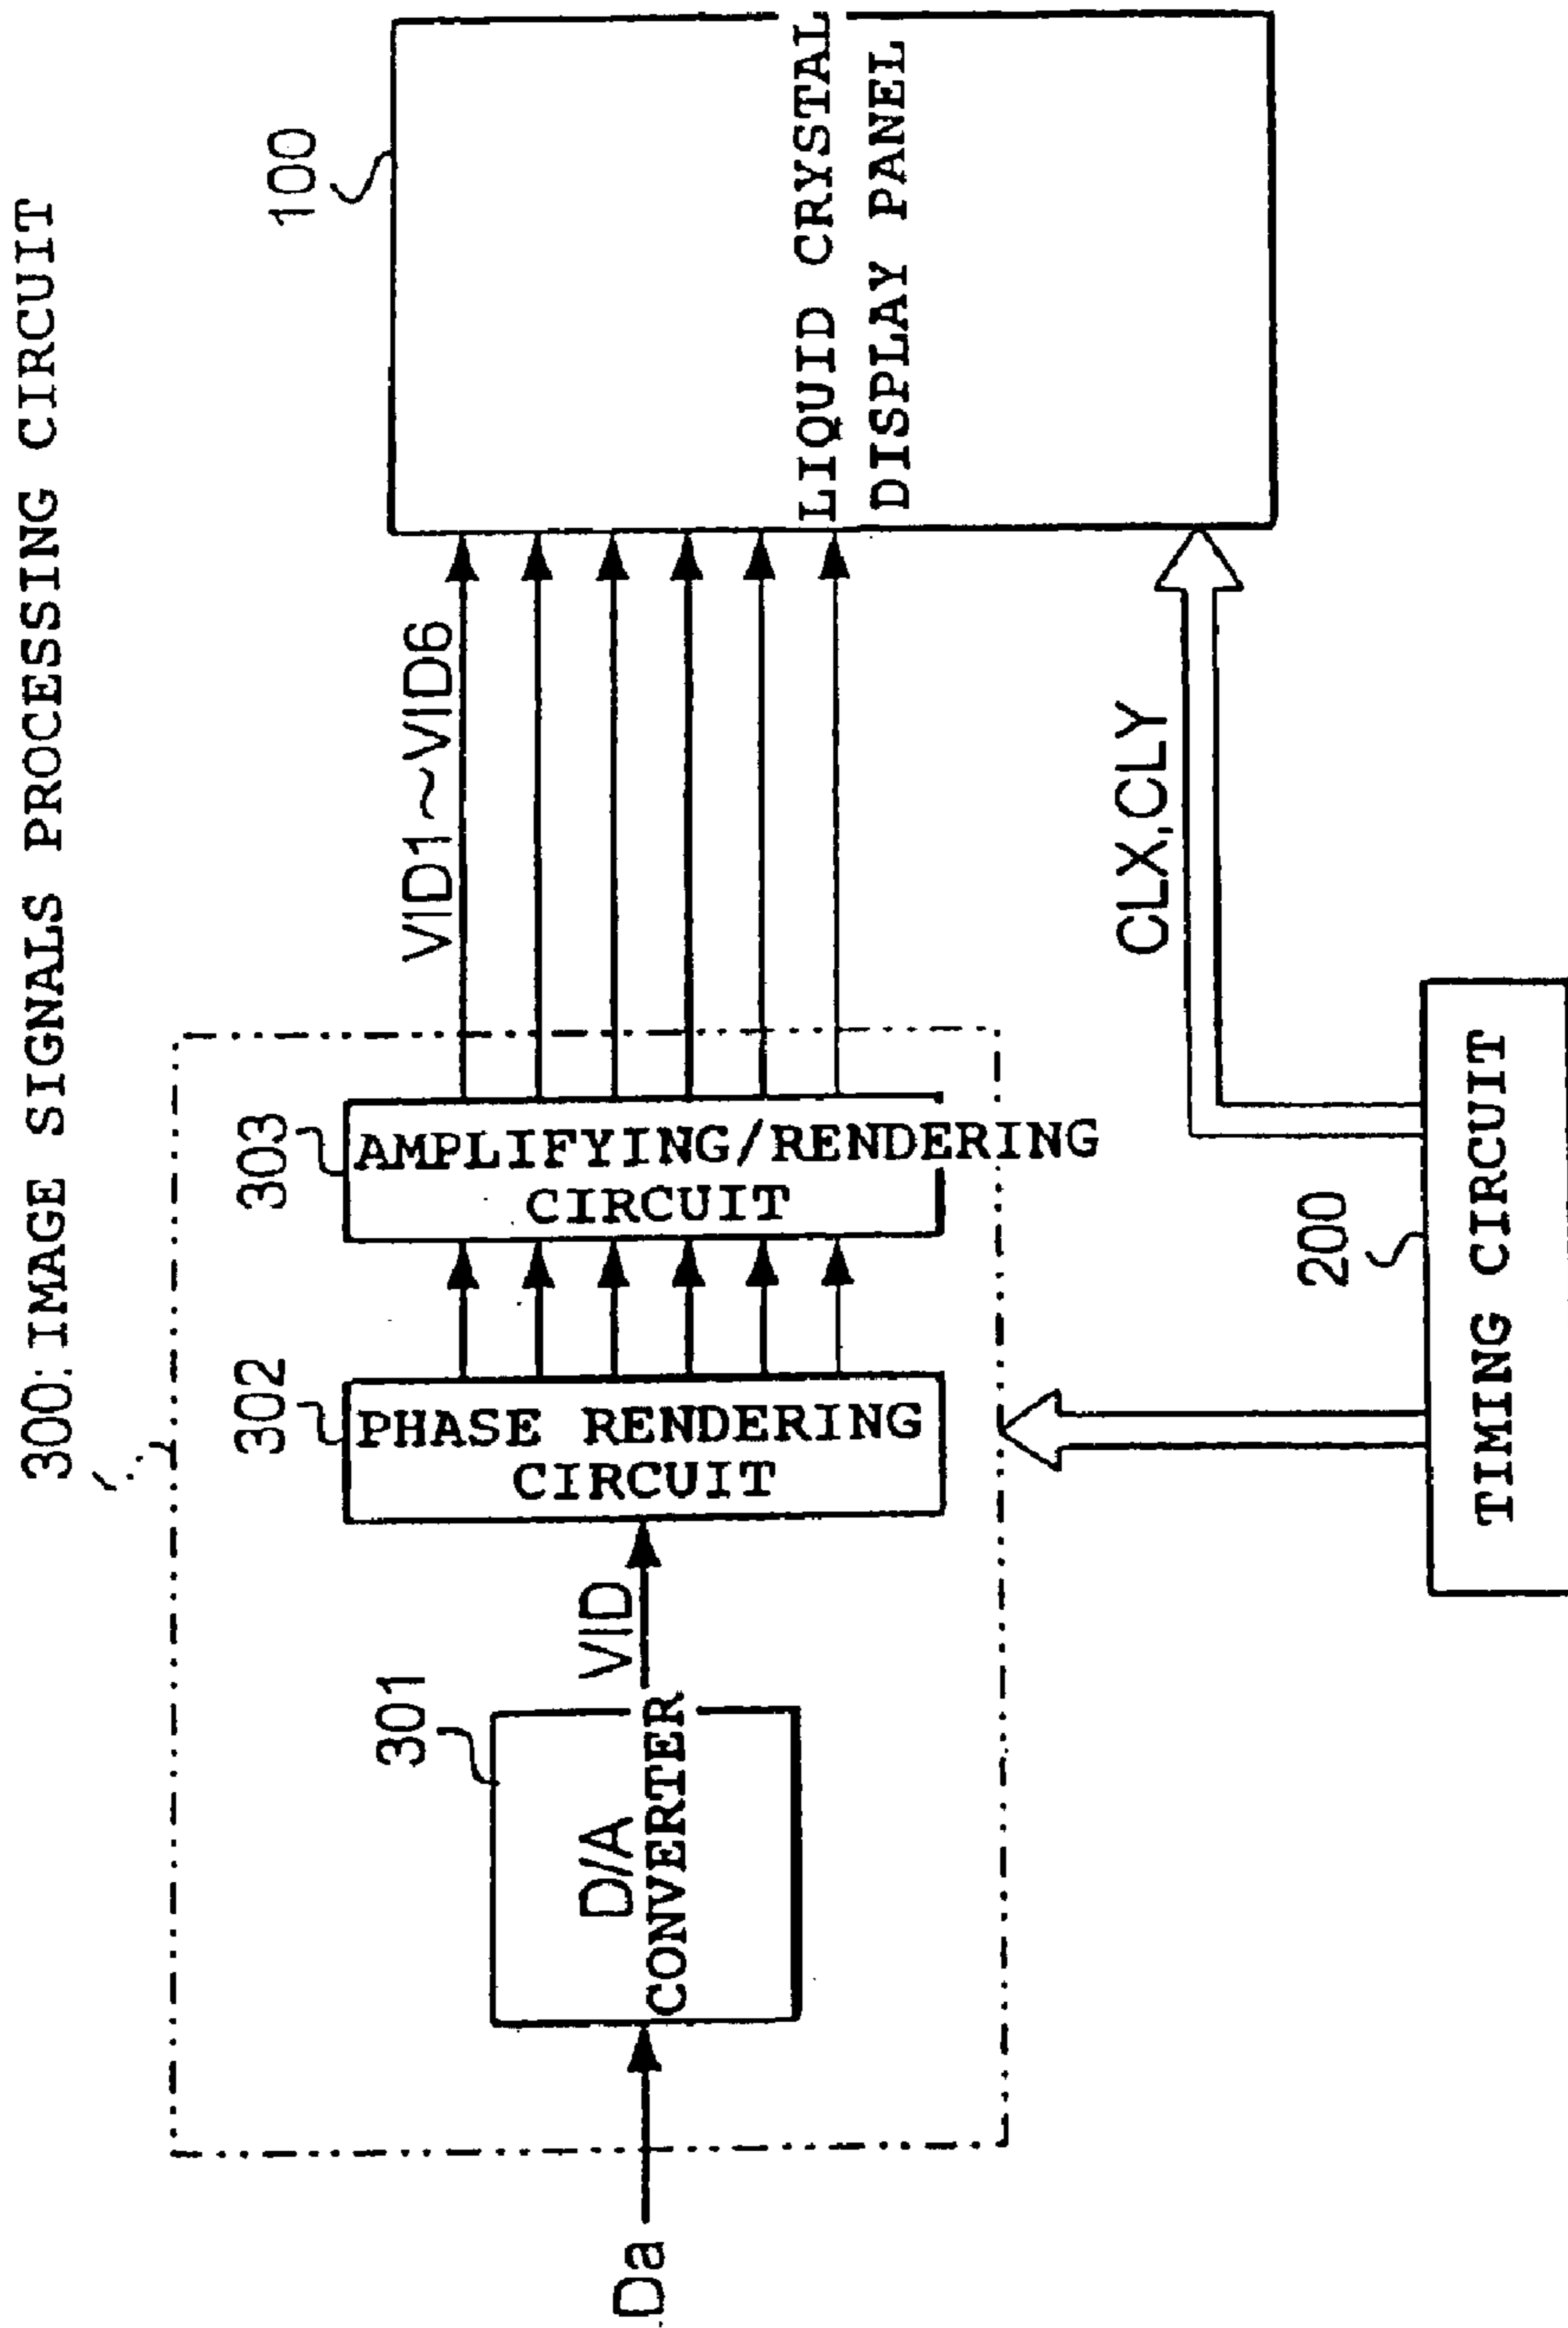 300:IMAGE SIGNALS PROCESSING CIRCUIT
301
D/A
CONVERTER
Da
VID
302
PHASE RENDERING
CIRCUIT
303
AMPLIFYING/RENDERING
CIRCUIT
VID1~VID6
100
LIQUID CRYSTAL
DISPLAY PANEL
CLX,CLY
200
TIMING CIRCUIT